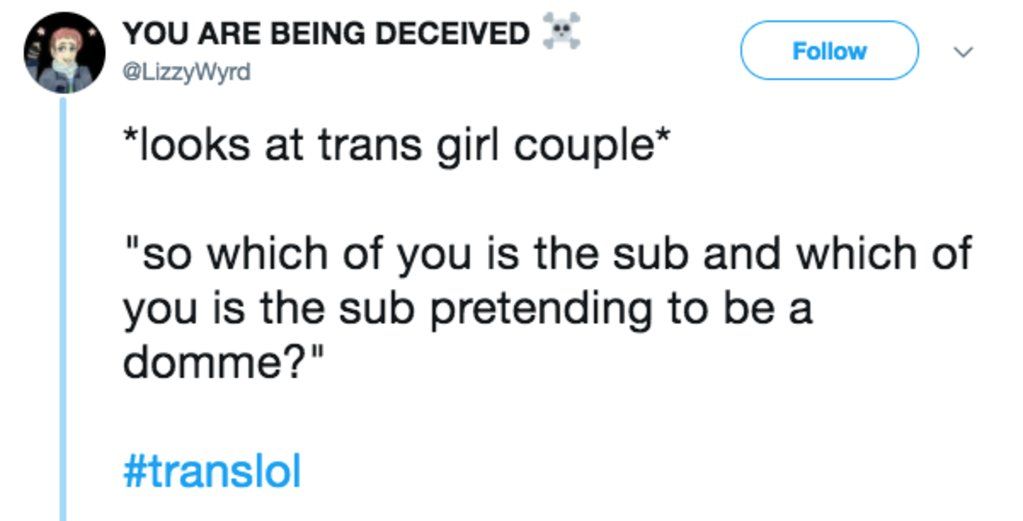 YOU ARE BEING DECEIVED ☠️
@LizzyWyrd
Follow
*looks at trans girl couple*
"so which of you is the sub and which of
you is the sub pretending to be a
domme?"
#translol